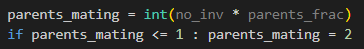 parents_mating = int(no_inv * parents_frac)
if parents_mating <= 1 : parents_mating = 2